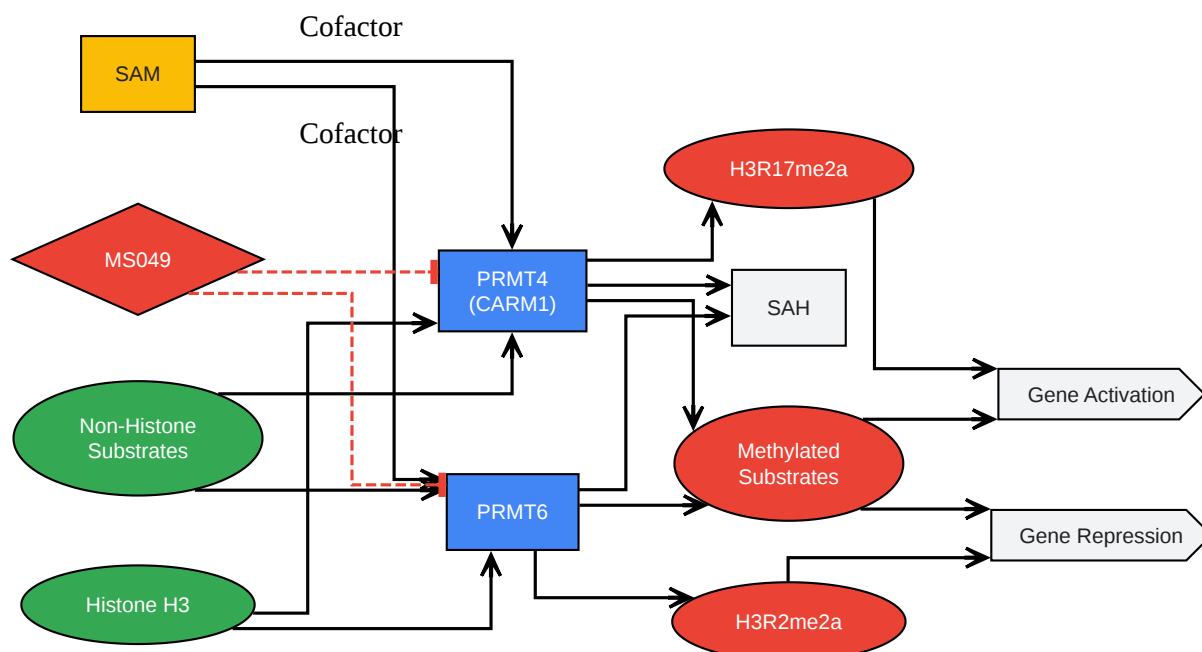 Cofactor
SAM
Cofactor
H3R17me2a
MS049
PRMT4
(CARM1)
SAH
Gene Activation
Non-Histone
Substrates
Methylated
Substrates
PRMT6
Gene Repression
Histone H3
H3R2me2a